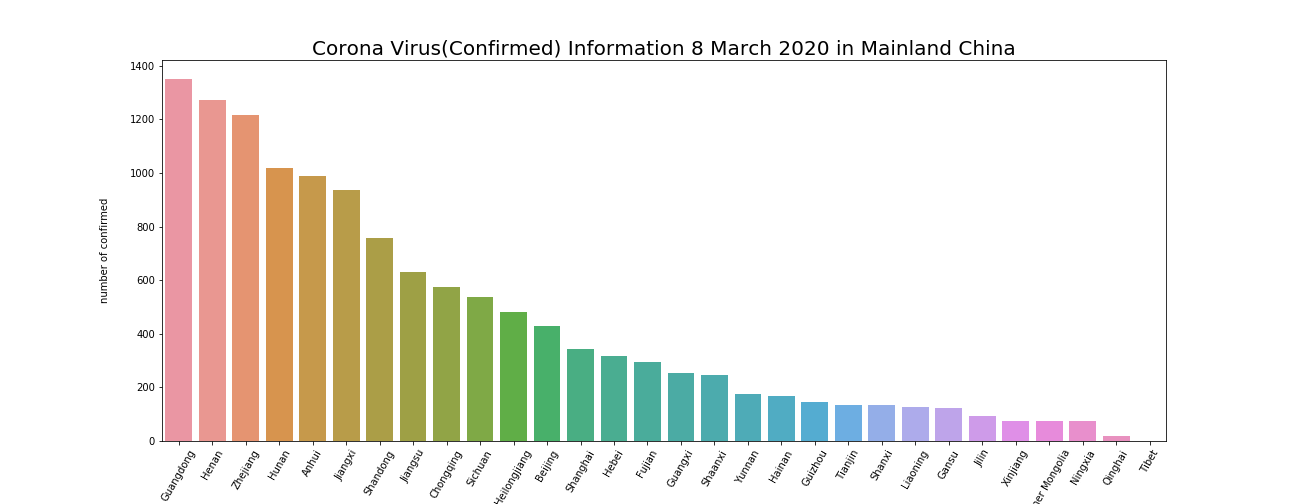 Corona Virus(Confirmed) Information 8 March 2020 in Mainland China
number of confirmed
1400
1200
1000
800
600
400
200
0
Guangdong
Henan
Zhejiang
Hunan
Anhui
Jiangxi
Shandong
Jiangsu
Chongqing
Sichuan
Heilongjiang
Beijing
Shanghai
Hebei
Fujian
Guangxi
Shaanxi
Yunnan
Hainan
Guizhou
Tianjin
Shanxi
Liaoning
Gansu
Jilin
Xinjiang
Mongolia
Ningxia
Qinghai
Tibet